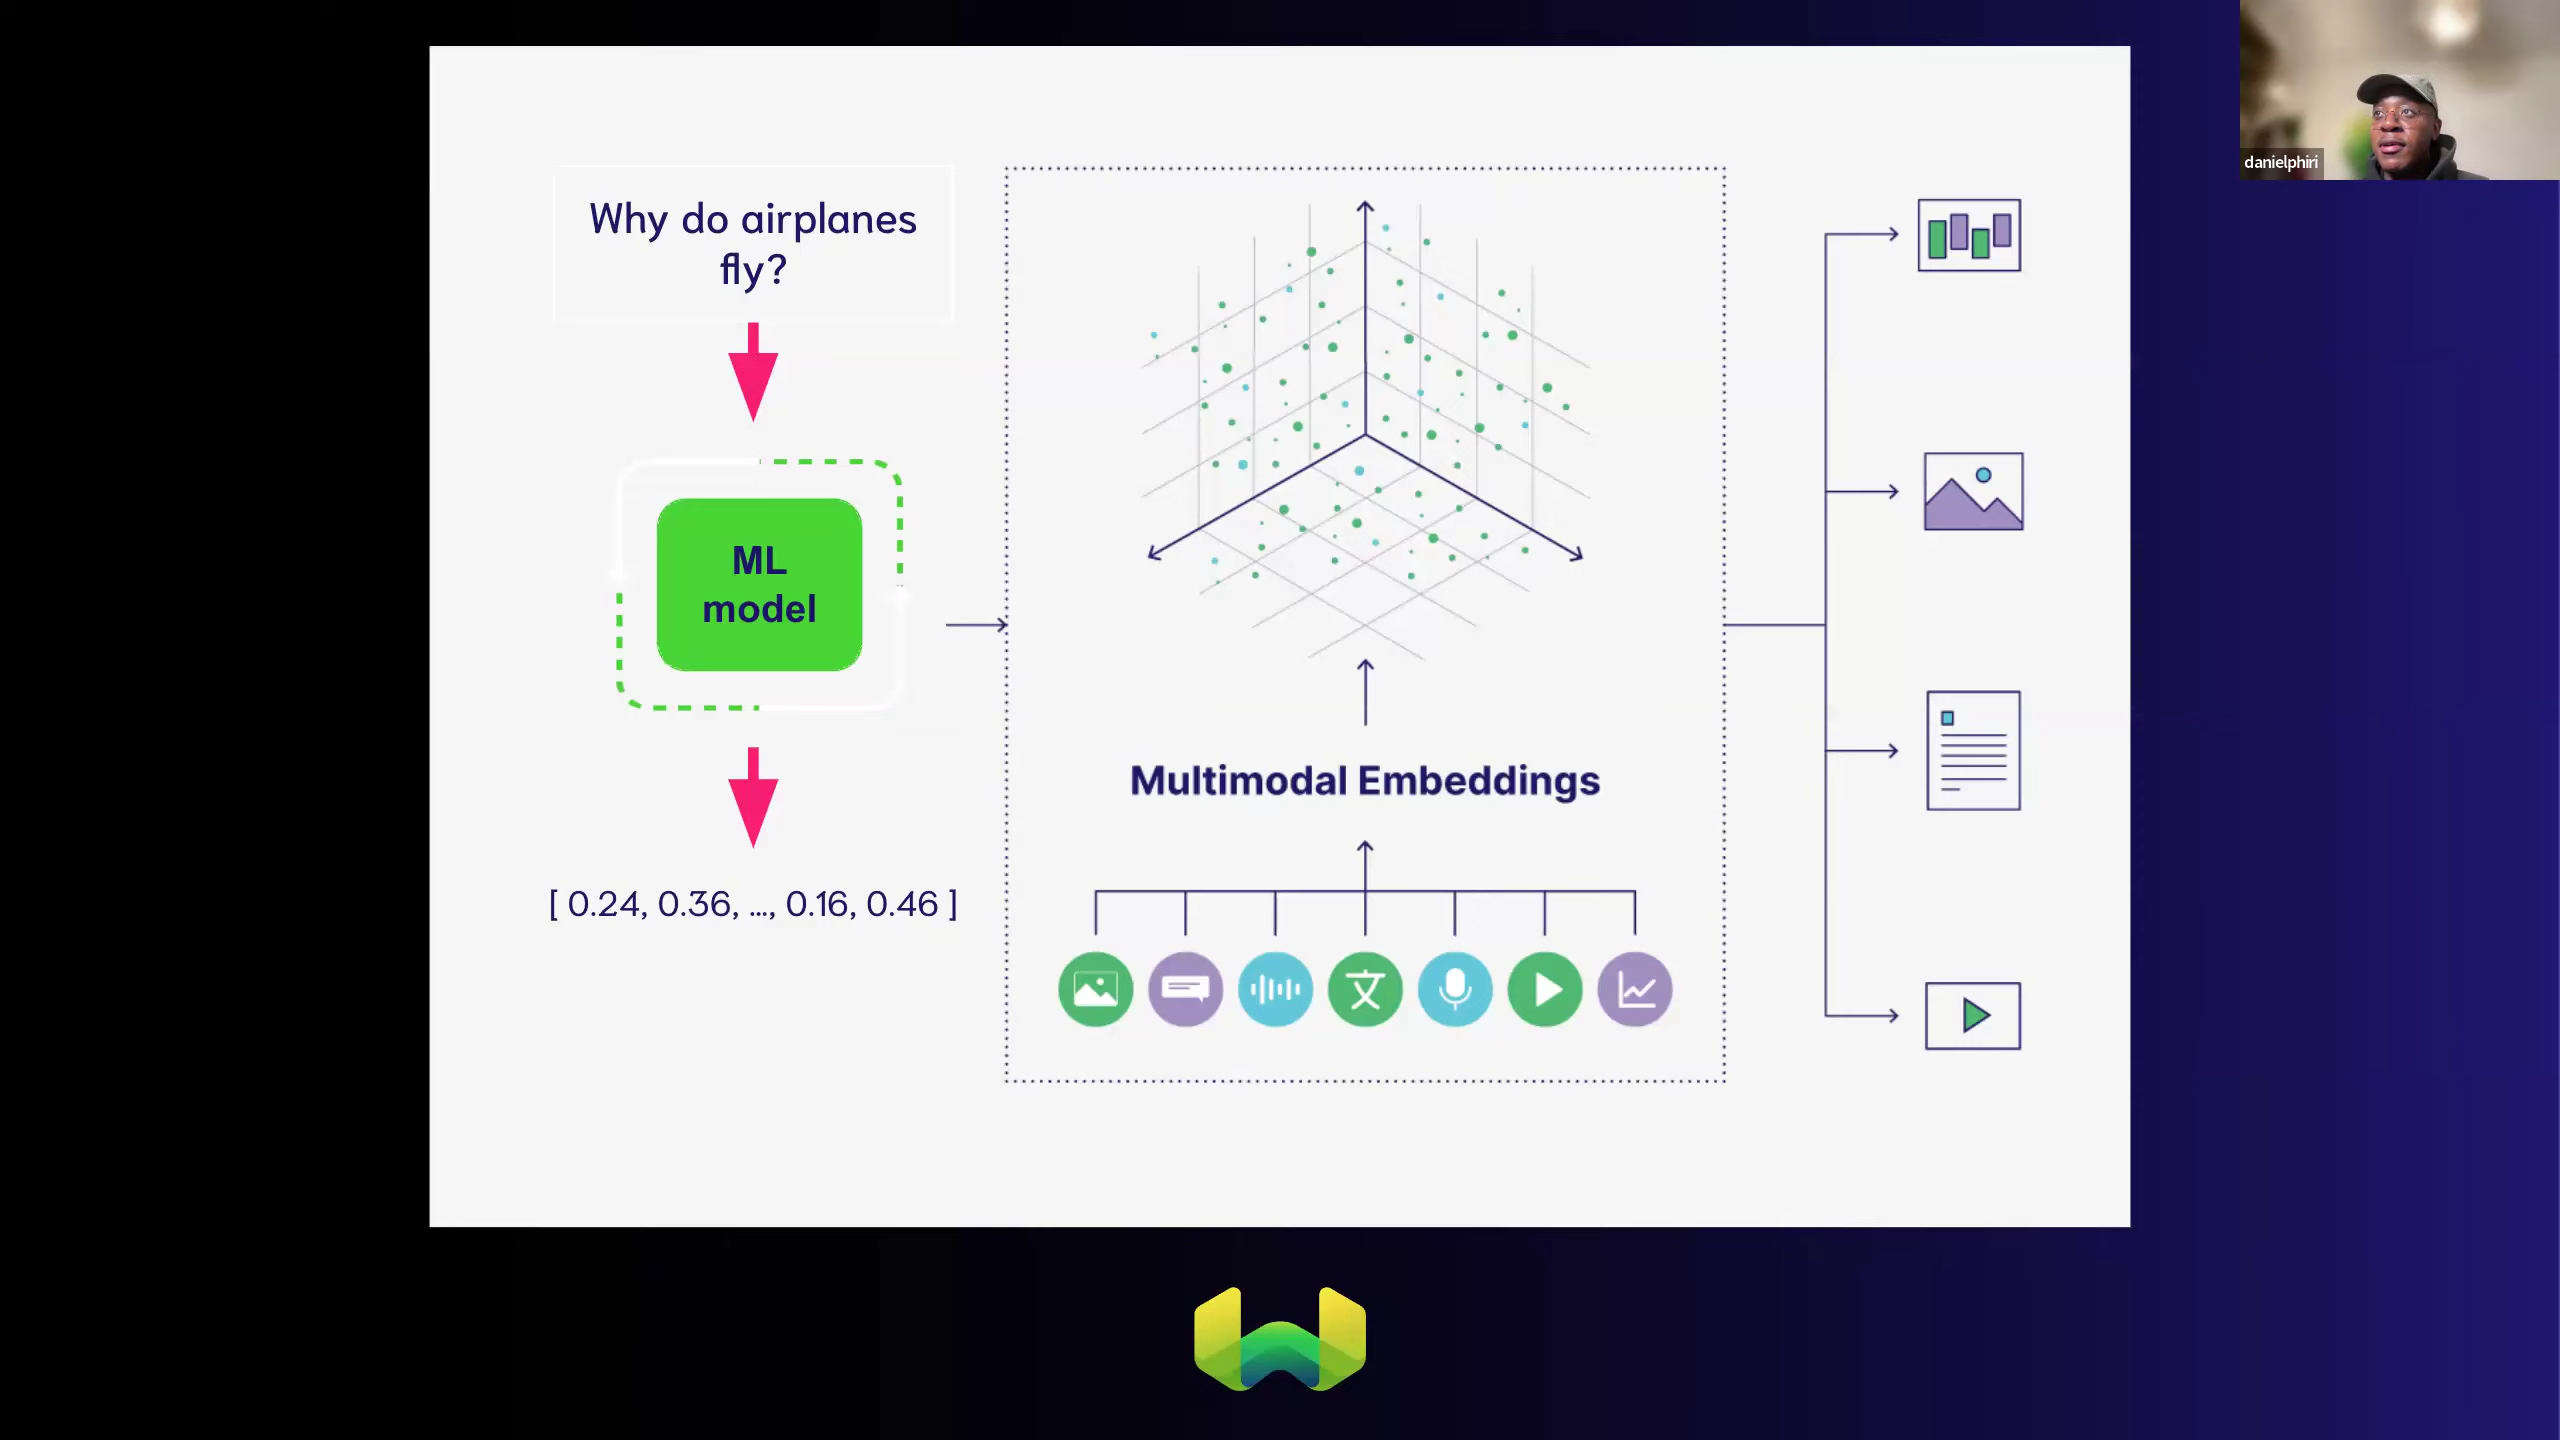 danielphiri
Why do airplanes
fly?
ML
model
[ 0.24, 0.36, ..., 0.16, 0.46 ]
Multimodal Embeddings
文